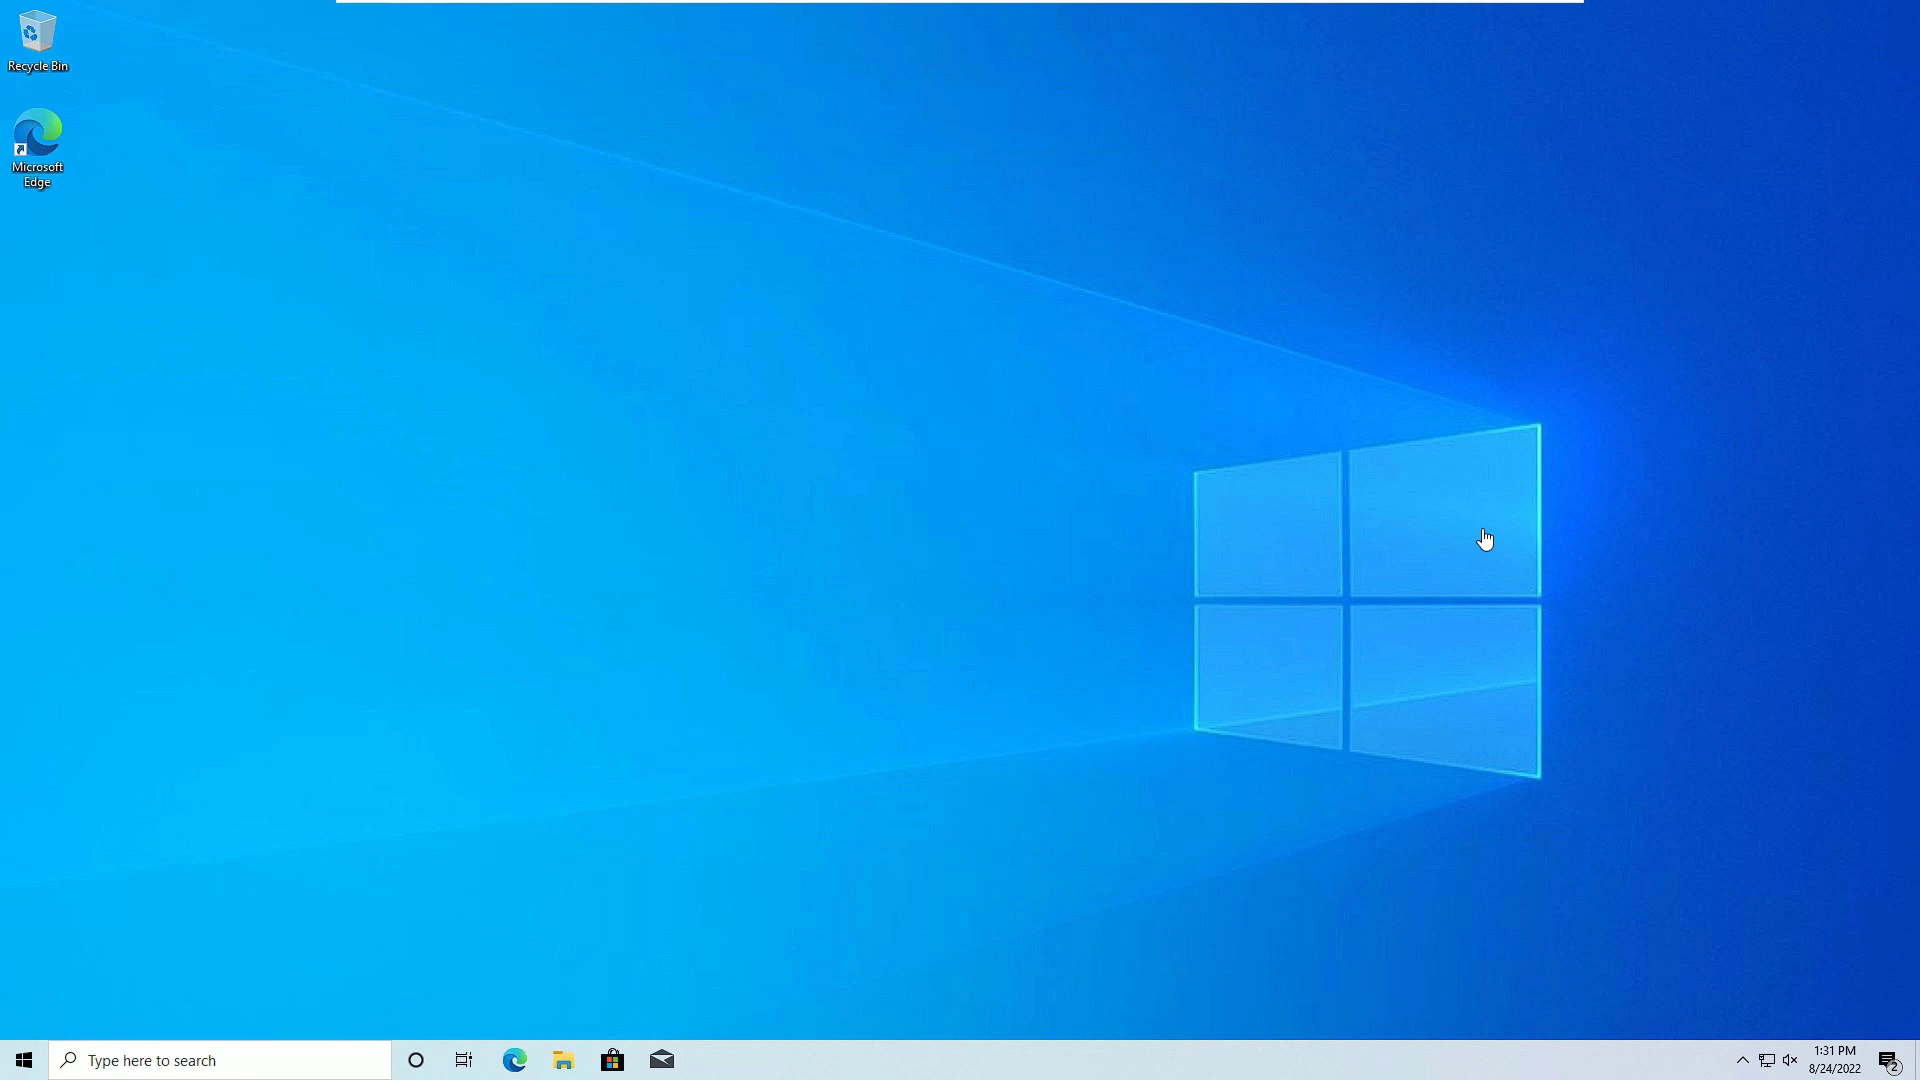 Recycle Bin
Microsoft
Edge
Type here to search
1:31 PM
8/24/2022
2